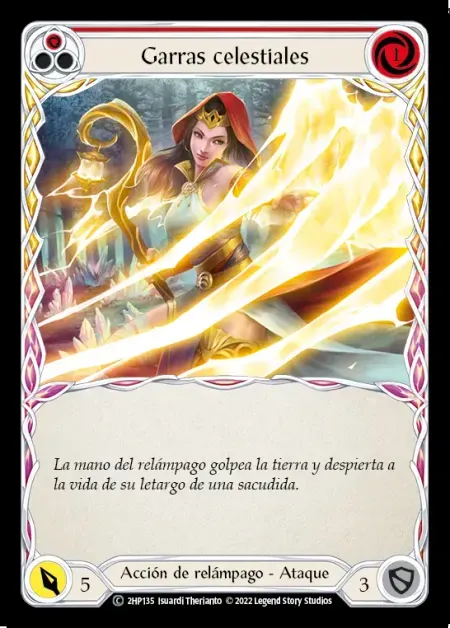 Garras celestiales
1
La mano del relámpago golpea la tierra y despierta a
la vida de su letargo de una sacudida.
5
Acción de relámpago - Ataque
3
© 2HP135 Isuardi Therianto © 2022 Legend Story Studios